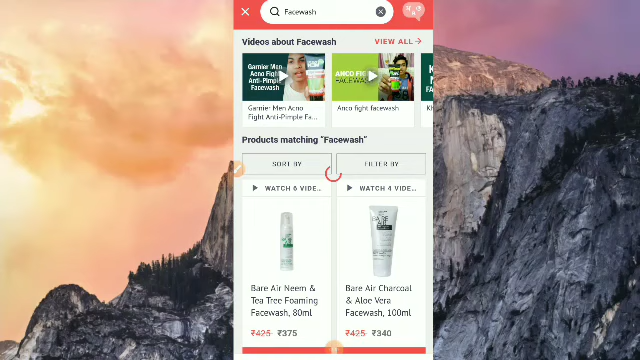 Facewash
Videos about Facewash
VIEW ALL
Garnier Men
Acno Fight
Anti-Pimple
Facewash
ANCO FIGHT
FACEWASH
Garnier Men Acno
Fight Anti-Pimple Fa...
Anco fight facewash
Products matching “Facewash”
SORT BY
FILTER BY
WATCH 6 VIDE...
WATCH 4 VIDE...
BARE
AIR
Bare Air Neem &
Tea Tree Foaming
Facewash, 80ml
₹425 ₹375
Bare Air Charcoal
& Aloe Vera
Facewash, 100ml
₹425 ₹340